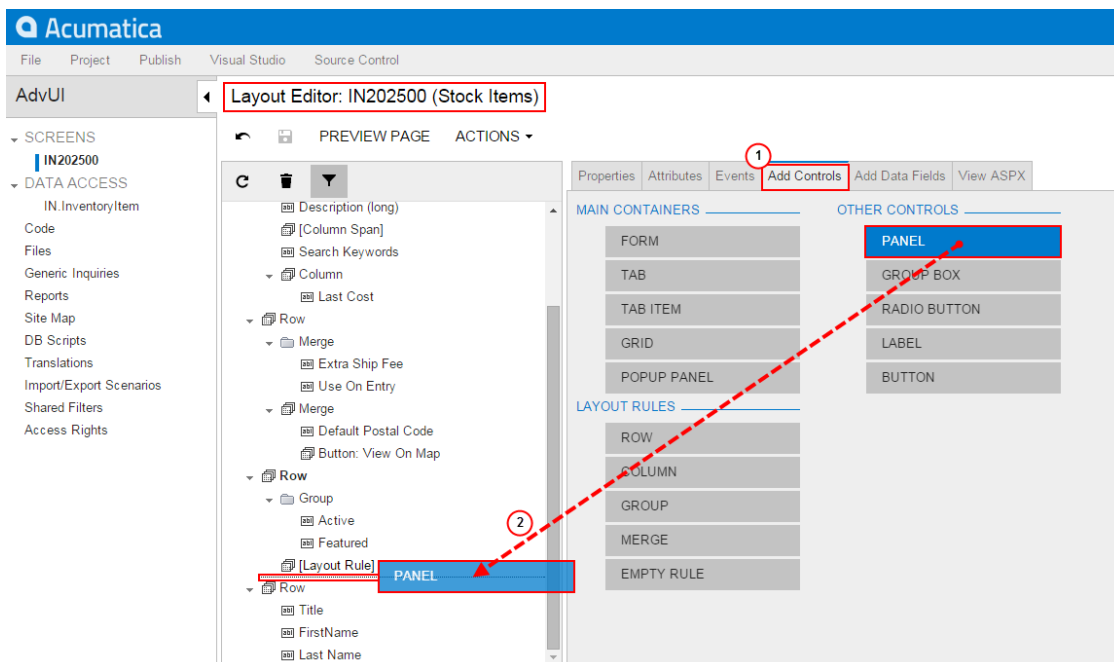 Acumatica
File Project Publish Visual Studio Source Control
AdvUI
Layout Editor: IN202500 (Stock Items)
SCREENS
IN202500
DATA ACCESS
IN.InventoryItem
Code
Files
Generic Inquiries
Reports
Site Map
DB Scripts
Translations
Import/Export Scenarios
Shared Filters
Access Rights
PREVIEW PAGE ACTIONS
Description (long)
[Column Span]
Search Keywords
Column
Last Cost
Row
Merge
Extra Ship Fee
Use On Entry
Merge
Default Postal Code
Button: View On Map
Row
Group
Active
Featured
[Layout Rule]
PANEL
Row
Title
FirstName
Last Name
1
2
Properties Attributes Events Add Controls Add Data Fields View ASPX
MAIN CONTAINERS
FORM
TAB
TAB ITEM
GRID
POPUP PANEL
LAYOUT RULES
ROW
COLUMN
GROUP
MERGE
EMPTY RULE
OTHER CONTROLS
PANEL
GROUP BOX
RADIO BUTTON
LABEL
BUTTON